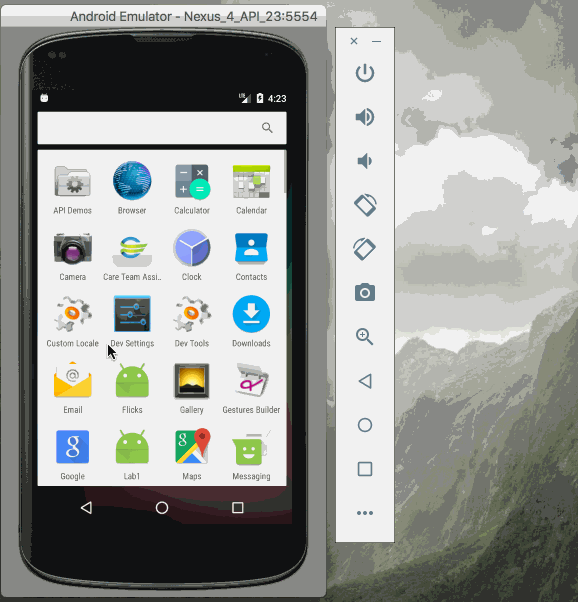 Android Emulator - Nexus_4_API_23:5554
4:23
API Demos Browser Calculator Calendar
Camera Care Team Assi.. Clock Contacts
Custom Locale Dev Settings Dev Tools Downloads
Email Flicks Gallery Gestures Builder
Google Lab1 Maps Messaging